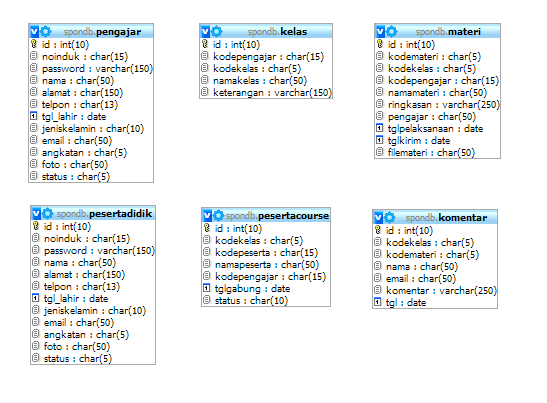 spondb.pengajar
id : int(10)
noinduk : char(15)
password : varchar(150)
nama : char(50)
alamat : char(150)
telpon : char(13)
tgl_lahir : date
jeniskelamin : char(10)
email : char(50)
angkatan : char(5)
foto : char(50)
status : char(5)
spondb.kelas
id : int(10)
kodepengajar : char(15)
kodekelas : char(5)
namakelas : char(50)
keterangan : varchar(150)
spondb.materi
id : int(10)
kodemateri : char(5)
kodekelas : char(5)
kodepengajar : char(15)
namamateri : char(50)
ringkasan : varchar(250)
pengajar : char(50)
tglpelaksanaan : date
tglkirim : date
filemateri : char(50)
spondb.pesertadidik
id : int(10)
noinduk : char(15)
password : varchar(150)
nama : char(50)
alamat : char(150)
telpon : char(13)
tgl_lahir : date
jeniskelamin : char(10)
email : char(50)
angkatan : char(5)
foto : char(50)
status : char(5)
spondb.pesertacourse
id : int(10)
kodekelas : char(5)
kodepeserta : char(15)
namapeserta : char(50)
kodepengajar : char(15)
tglgabung : date
status : char(10)
spondb.komentar
id : int(10)
kodekelas : char(5)
kodemateri : char(5)
nama : char(50)
email : char(50)
komentar : varchar(250)
tgl : date